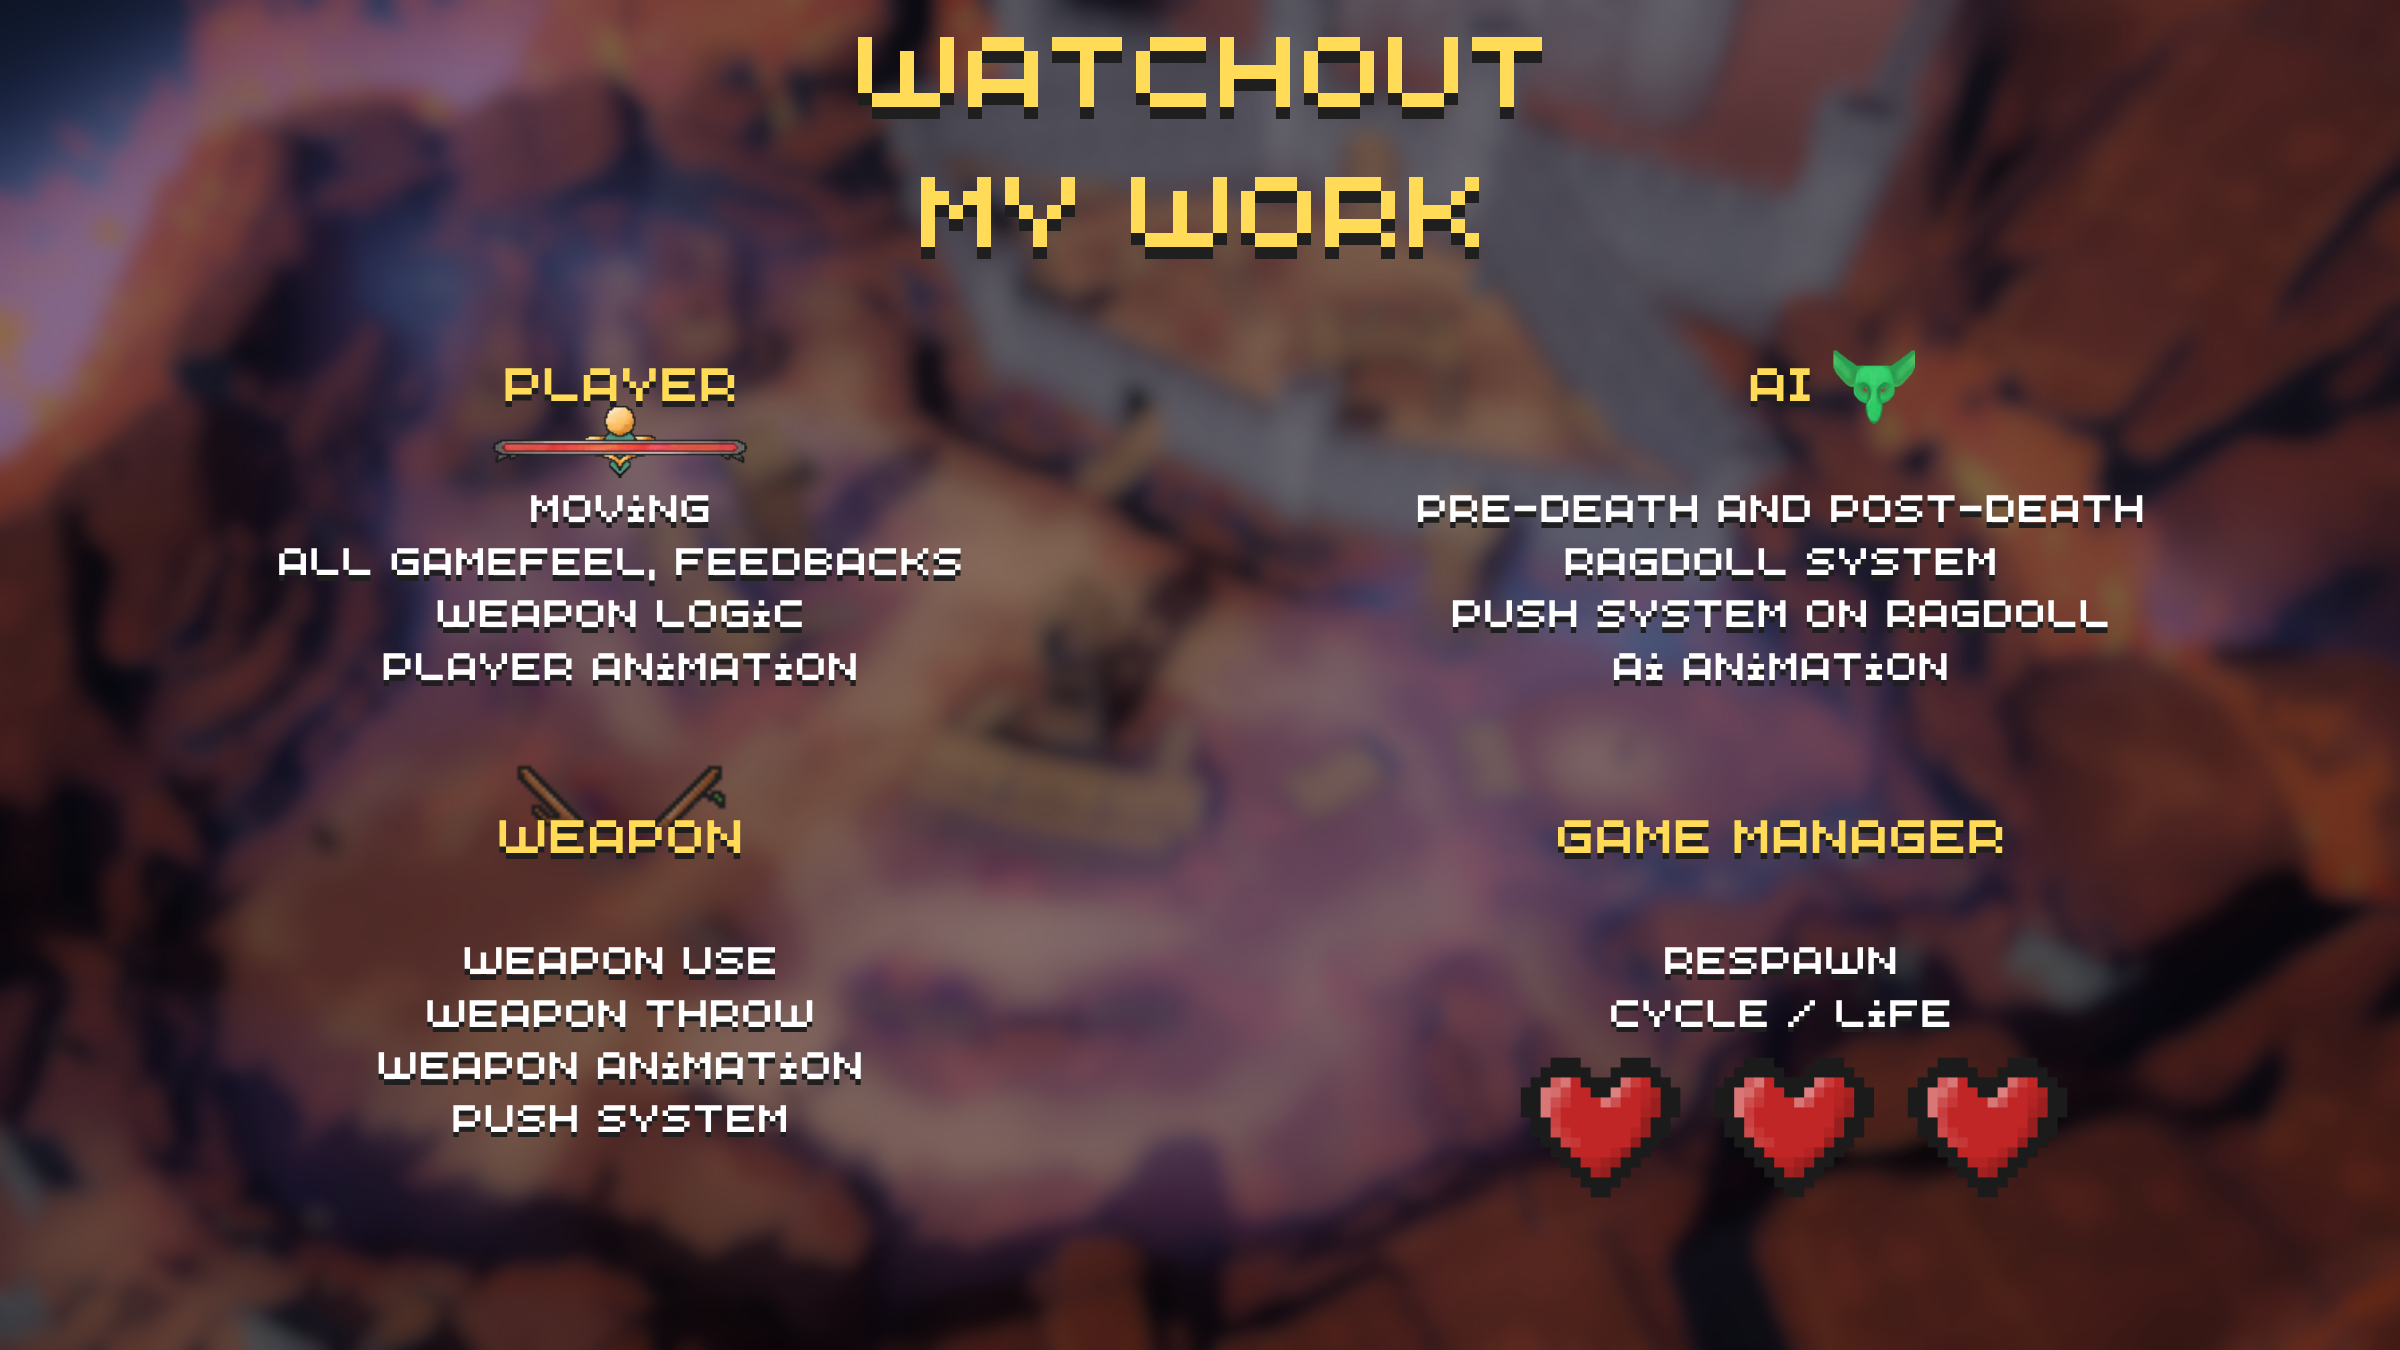 WATCHOUT
MY WORK
PLAYER
MOViNG
ALL GAMEFEEL, FEEDBACKS
WEAPON LOGiC
PLAYER ANiMATiON
AI
PRE-DEATH AND POST-DEATH
RAGDOLL SYSTEM
PUSH SYSTEM ON RAGDOLL
Ai ANiMATiON
WEAPON
WEAPON USE
WEAPON THROW
WEAPON ANiMATiON
PUSH SYSTEM
GAME MANAGER
RESPAWN
CYCLE / LiFE